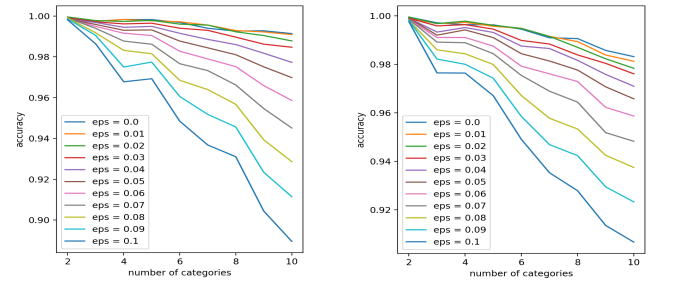 1.00
0.98
0.96
0.94
0.92
0.90
accuracy
eps = 0.0
eps = 0.01
eps = 0.02
eps = 0.03
eps = 0.04
eps = 0.05
eps = 0.06
eps = 0.07
eps = 0.08
eps = 0.09
eps = 0.1
2 4 6 8 10
number of categories
1.00
0.98
0.96
0.94
0.92
accuracy
eps = 0.0
eps = 0.01
eps = 0.02
eps = 0.03
eps = 0.04
eps = 0.05
eps = 0.06
eps = 0.07
eps = 0.08
eps = 0.09
eps = 0.1
2 4 6 8 10
number of categories